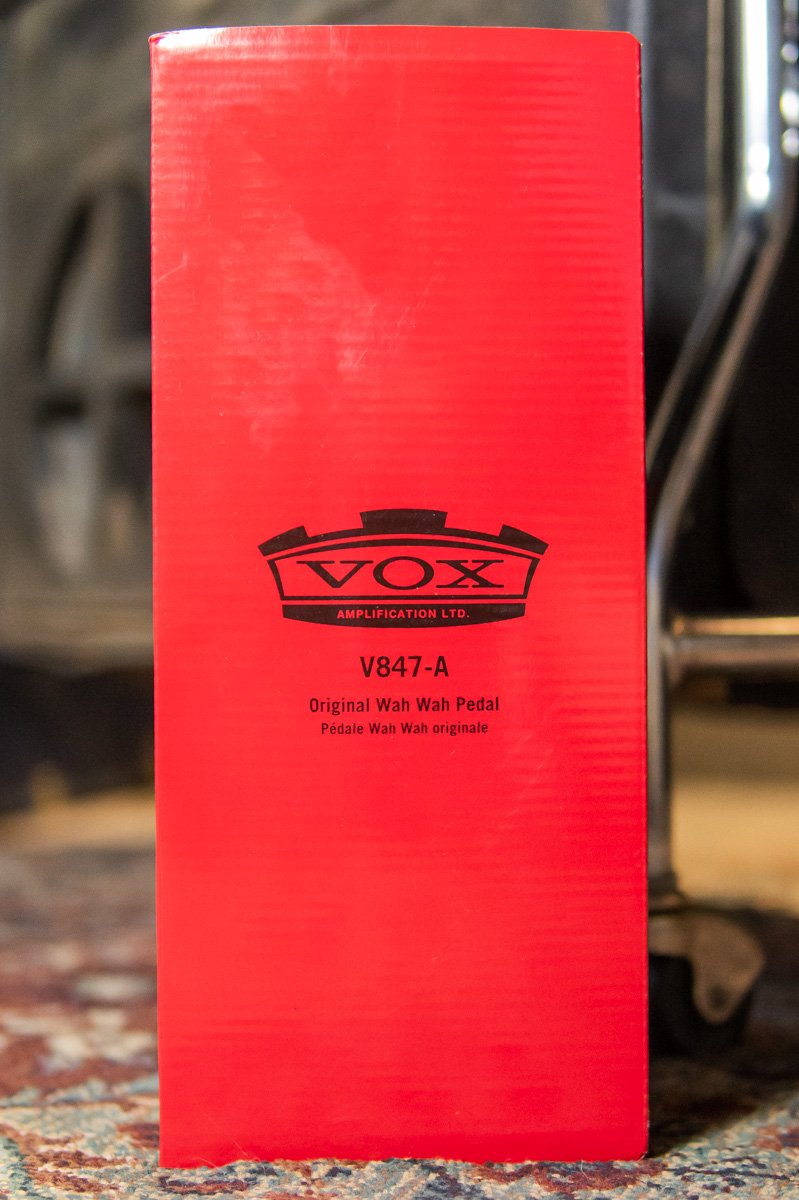 VOX
AMPLIFICATION LTD.
V847-A
Original Wah Wah Pedal
Pédale Wah Wah originale